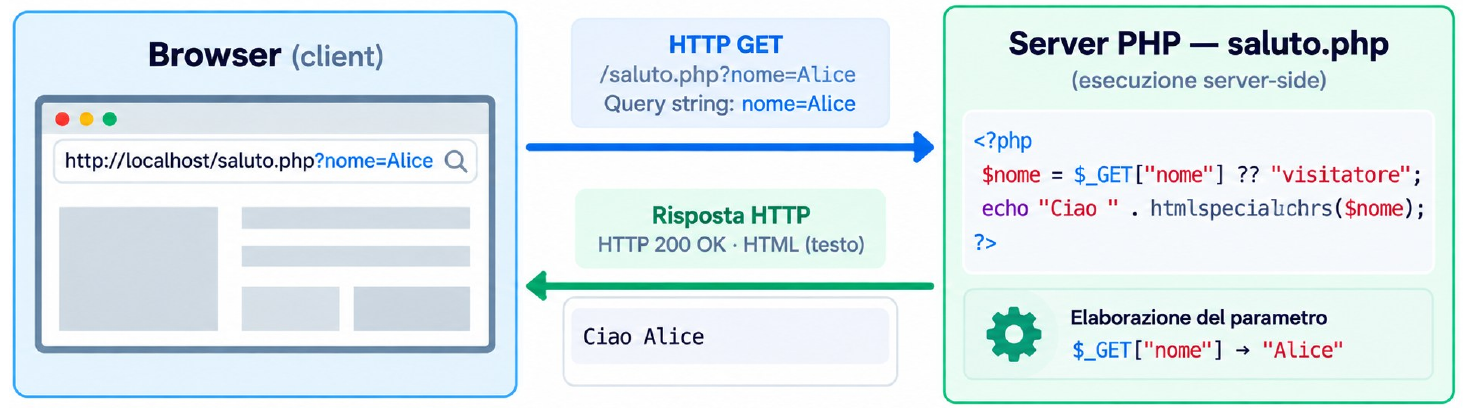 Browser (client)
http://localhost/saluto.php?nome=Alice
HTTP GET
/saluto.php?nome=Alice
Query string: nome=Alice
Risposta HTTP
HTTP 200 OK · HTML (testo)
Ciao Alice
Server PHP — saluto.php
(esecuzione server-side)
<?php
$nome = $_GET["nome"] ?? "visitatore";
echo "Ciao " . ($nome);
?>
Elaborazione del parametro
$_GET["nome"] → "Alice"